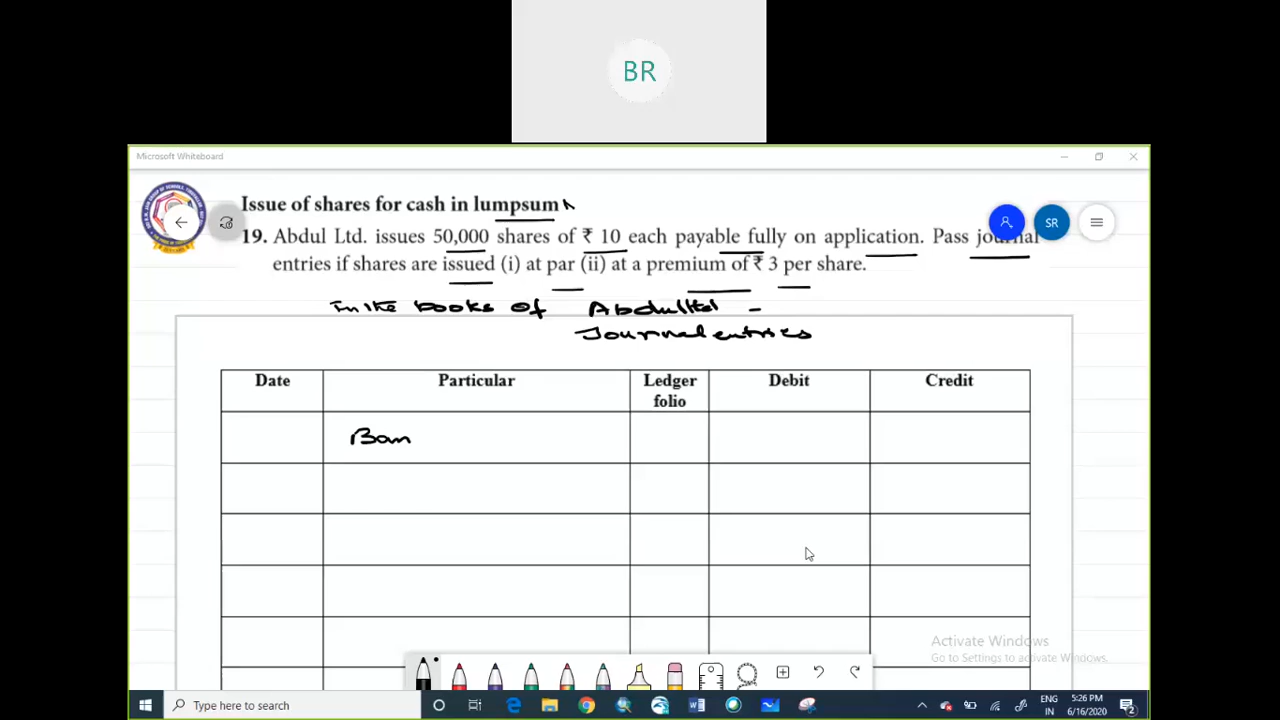 BR
Microsoft Whiteboard
Issue of shares for cash in lumpsum
SR
19. Abdul Ltd. issues 50,000 shares of ₹ 10 each payable fully on application. Pass journal
entries if shares are issued (i) at par (ii) at a premium of ₹ 3 per share.
In the books of Abdul Ltd -
Journal entries
Date Particular Ledger folio Debit Credit
Ban
Activate Windows
Go to Settings to activate Windows.
Type here to search
ENG
IN
5:26 PM
6/16/2020
2